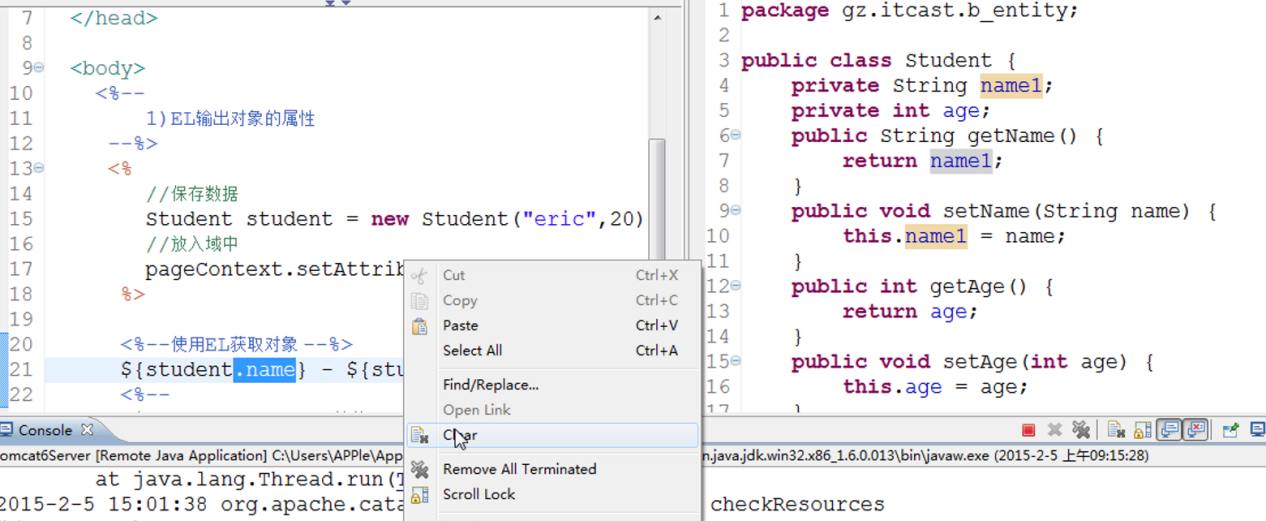 7 </head>
8
9 <body>
10 <%--
11 1)EL输出对象的属性
12 --%>
13 <%
14 //保存数据
15 Student student = new Student("eric",20)
16 //放入域中
17 pageContext.setAttrib
18 %>
19
20 <%--使用EL获取对象 --%>
21 ${student.name} - ${stu
22 <%--
1 package gz.itcast.b_entity;
2
3 public class Student {
4 private String name1;
5 private int age;
6 public String getName() {
7 return name1;
8 }
9 public void setName(String name) {
10 this.name1 = name;
11 }
12 public int getAge() {
13 return age;
14 }
15 public void setAge(int age) {
16 this.age = age;
17 }
Cut Ctrl+X
Copy Ctrl+C
Paste Ctrl+V
Select All Ctrl+A
Find/Replace...
Open Link
Clear
Remove All Terminated
Scroll Lock
Console
omcat6Server [Remote Java Application] C:\Users\APPle\App
n.java.jdk.win32.x86_1.6.0.013\bin\javaw.exe (2015-2-5 上午09:15:28)
at java.lang.Thread.run(
2015-2-5 15:01:38 org.apache.cata
checkResources